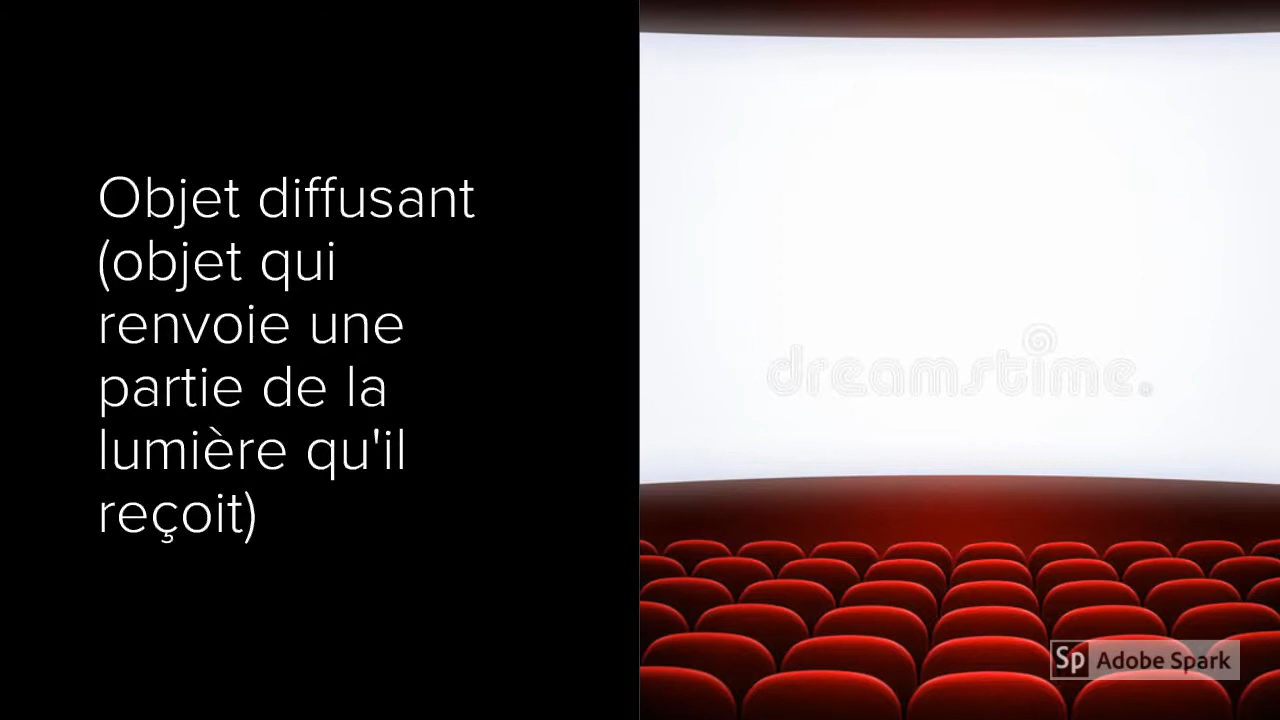 Objet diffusant
(objet qui
renvoie une
partie de la
lumière qu'il
reçoit)
dreamstime.
Sp Adobe Spark